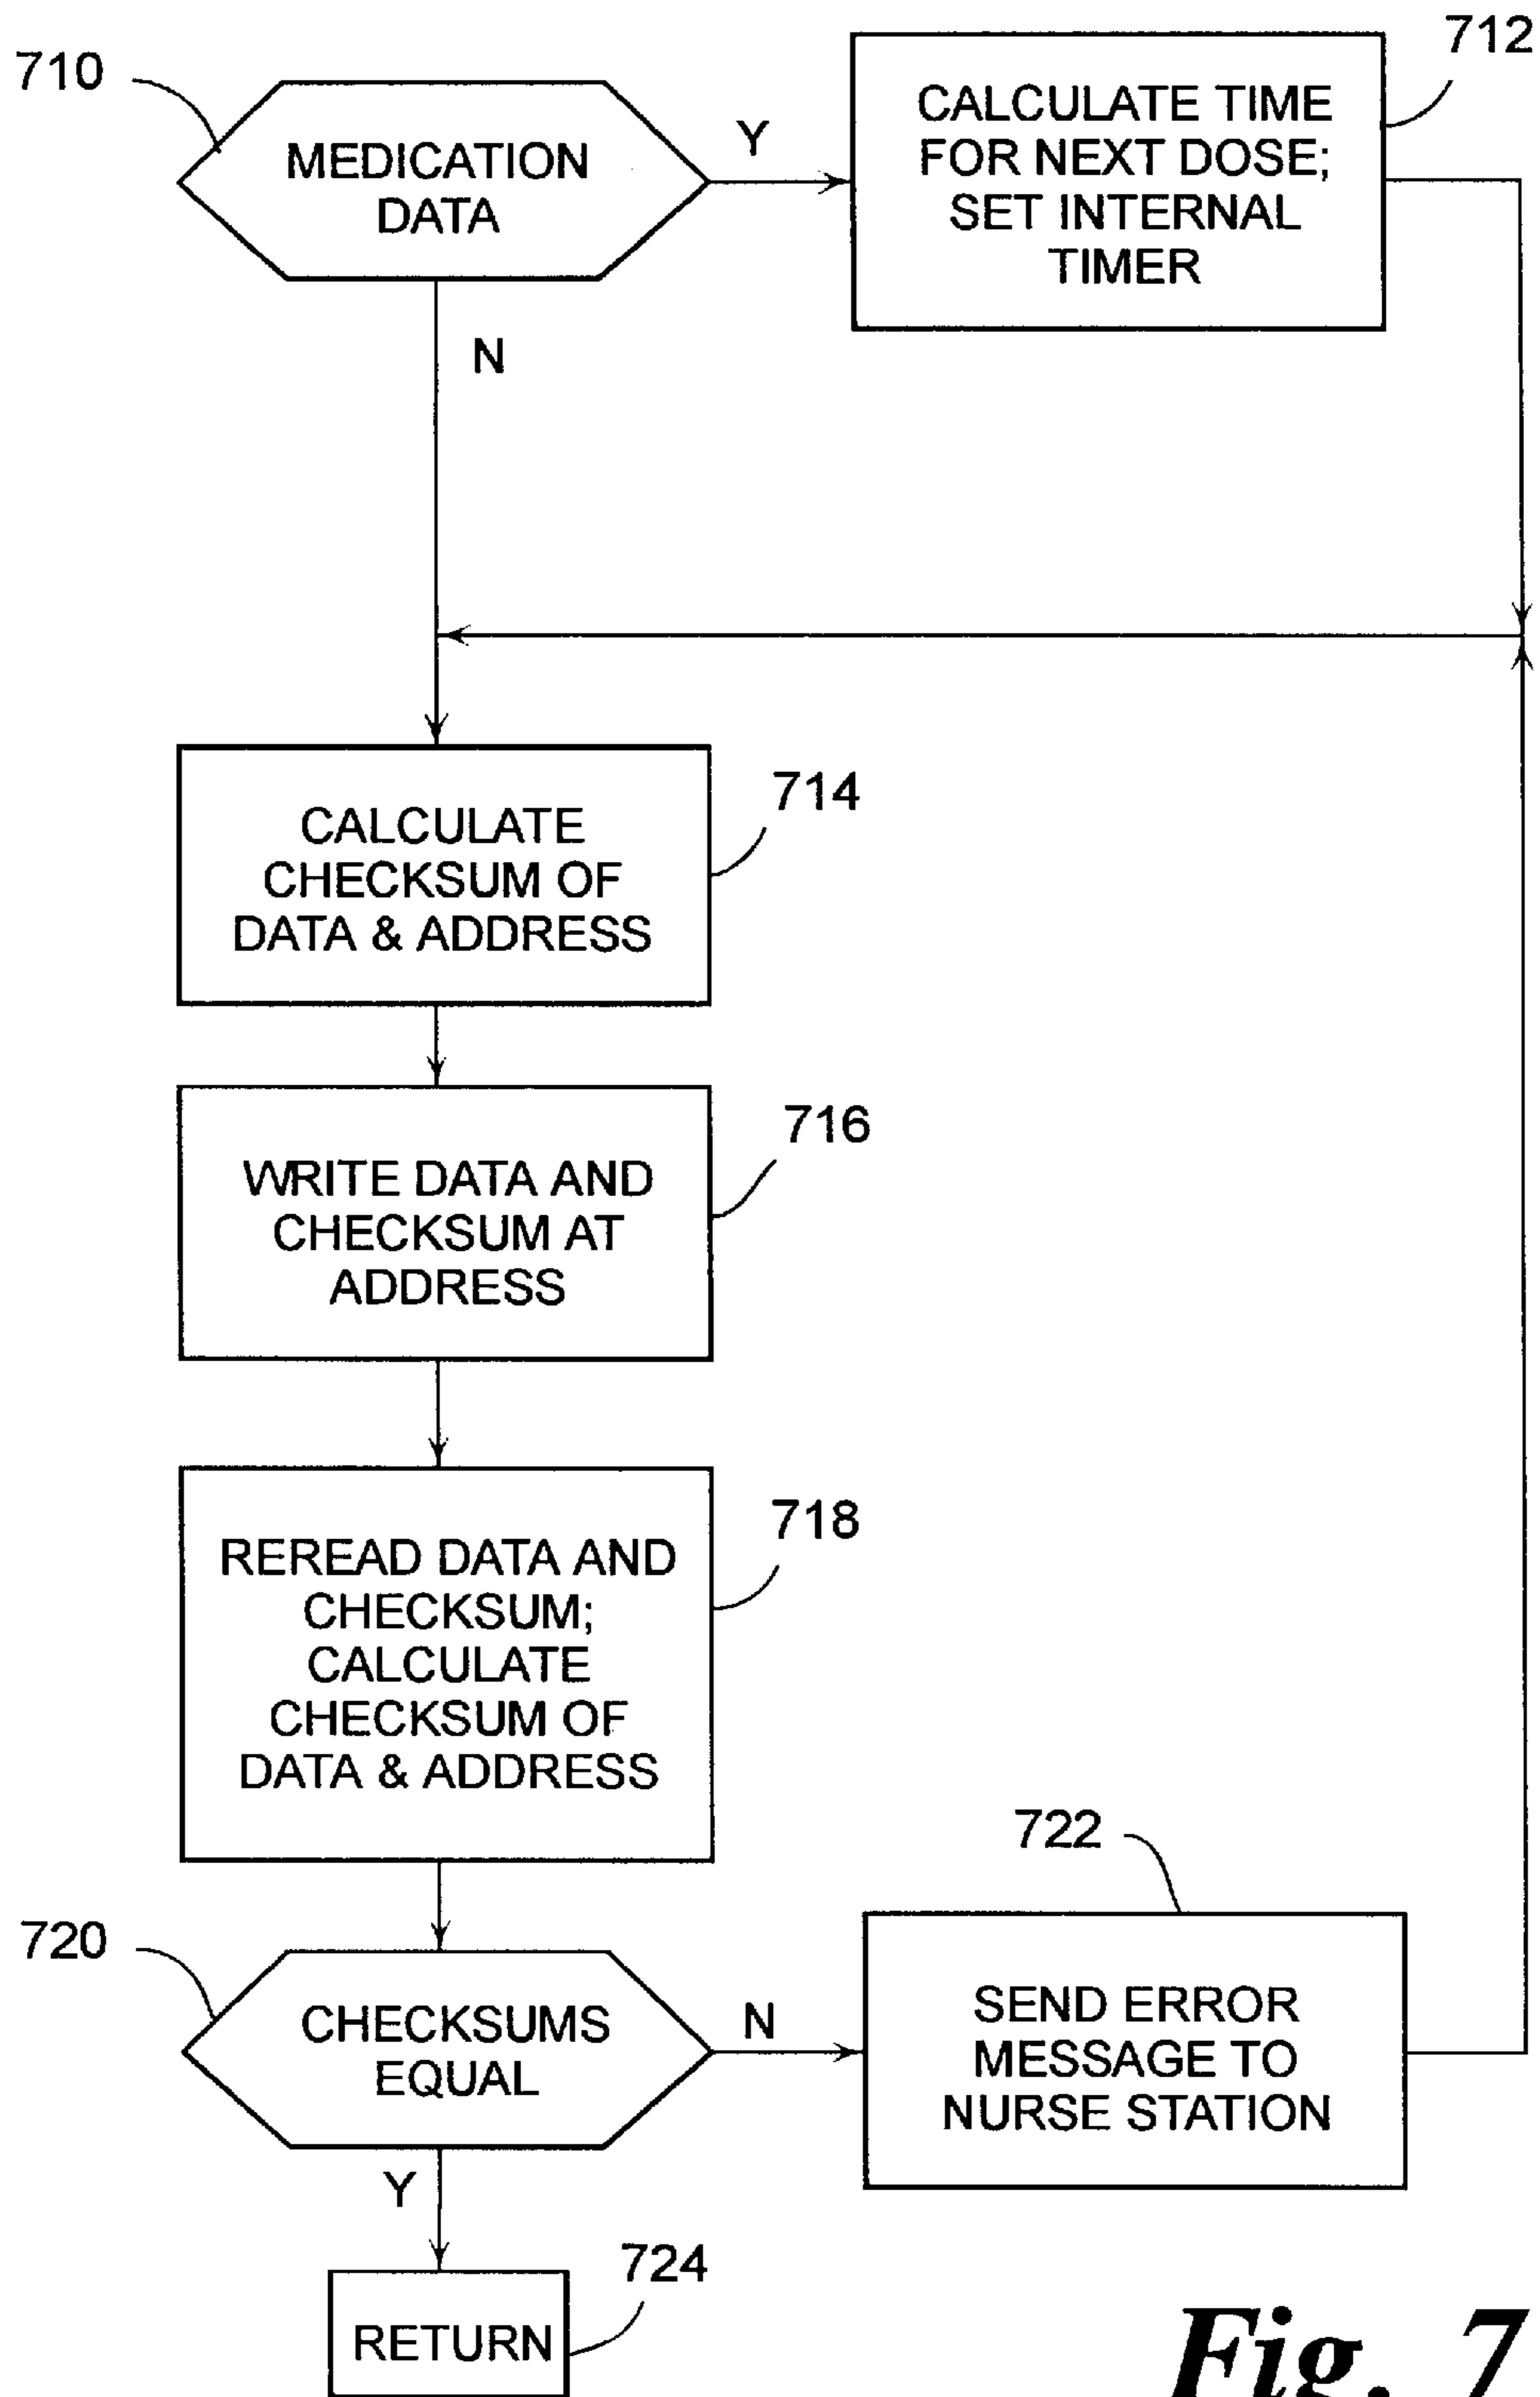 710
MEDICATION
DATA
Y
712
CALCULATE TIME
FOR NEXT DOSE;
SET INTERNAL
TIMER
N
714
CALCULATE
CHECKSUM OF
DATA & ADDRESS
716
WRITE DATA AND
CHECKSUM AT
ADDRESS
718
REREAD DATA AND
CHECKSUM;
CALCULATE
CHECKSUM OF
DATA & ADDRESS
720
CHECKSUMS
EQUAL
N
722
SEND ERROR
MESSAGE TO
NURSE STATION
Y
724
RETURN
Fig. 7